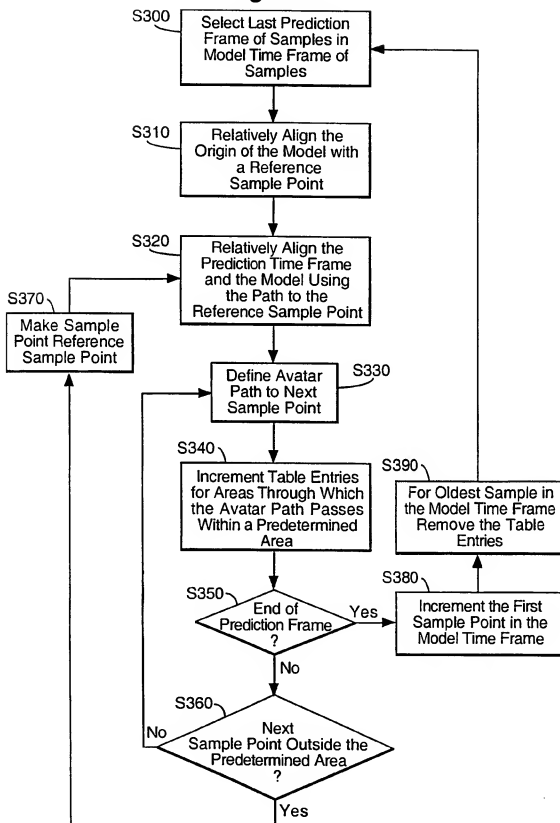 S300
Select Last Prediction
Frame of Samples in
Model Time Frame of
Samples
S310
Relatively Align the
Origin of the Model with
a Reference
Sample Point
S320
Relatively Align the
Prediction Time Frame
and the Model Using
the Path to the
Reference Sample Point
S370
Make Sample
Point Reference
Sample Point
S330
Define Avatar
Path to Next
Sample Point
S340
Increment Table Entries
for Areas Through Which
the Avatar Path Passes
Within a Predetermined
Area
S390
For Oldest Sample in
the Model Time Frame
Remove the Table
Entries
S350
End of
Prediction Frame
?
Yes
S380
Increment the First
Sample Point in the
Model Time Frame
No
S360
Next
Sample Point Outside the
Predetermined Area
?
No
Yes